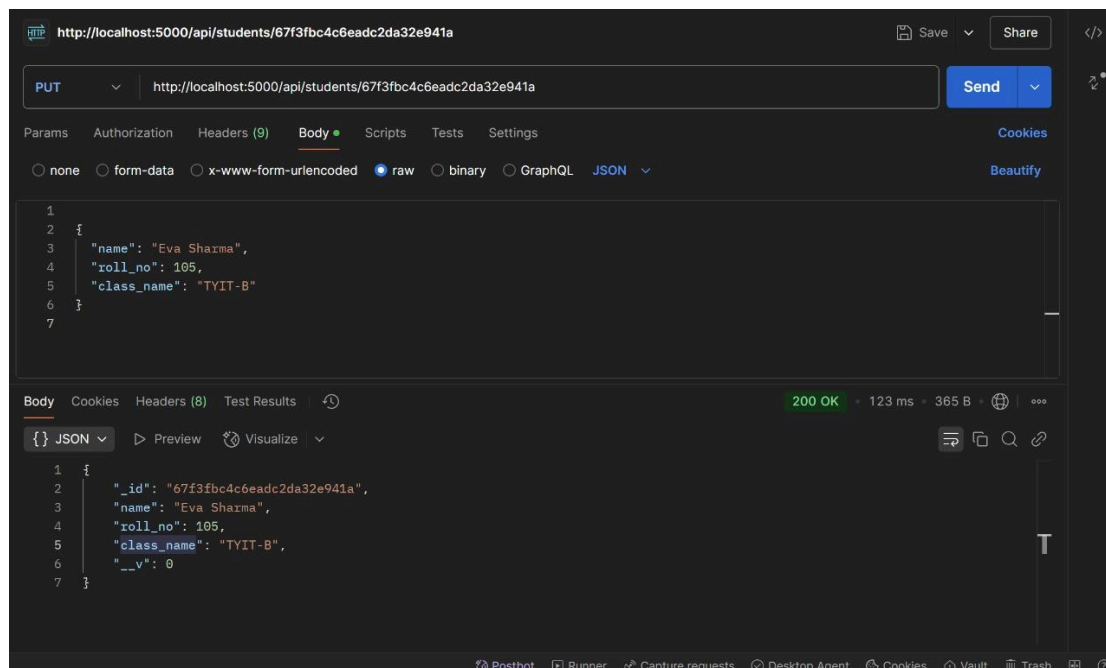 HTTP http://localhost:5000/api/students/67f3fbc4c6eadc2da32e941a Save Share
PUT http://localhost:5000/api/students/67f3fbc4c6eadc2da32e941a Send
Params Authorization Headers (9) Body Scripts Tests Settings Cookies
none form-data x-www-form-urlencoded raw binary GraphQL JSON Beautify
1
2 {
3 "name": "Eva Sharma",
4 "roll_no": 105,
5 "class_name": "TYIT-B"
6 }
7
Body Cookies Headers (8) Test Results 200 OK 123 ms 365 B
{} JSON Preview Visualize
1 {
2 "_id": "67f3fbc4c6eadc2da32e941a",
3 "name": "Eva Sharma",
4 "roll_no": 105,
5 "class_name": "TYIT-B",
6 "__v": 0
7 }
T
Postbot Runner Capture requests Desktop Agent Cookies Vault Trash